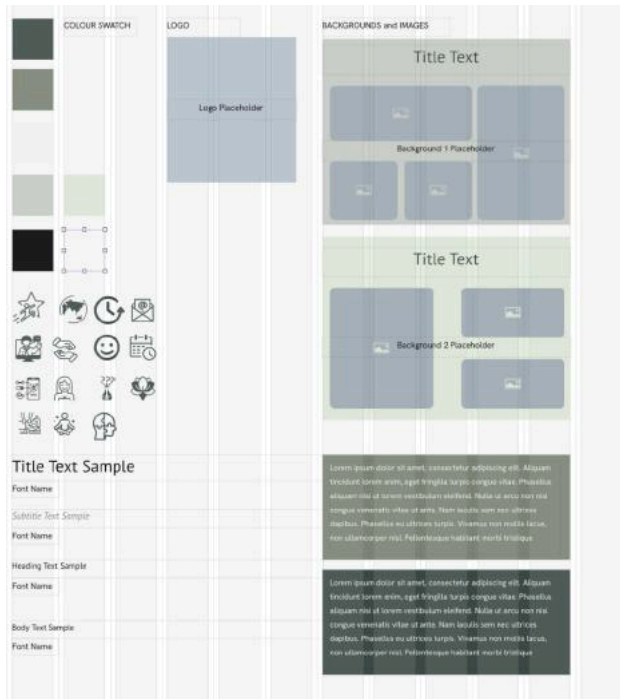 COLOUR SWATCH
LOGO
BACKGROUNDS and IMAGES
Logo Placeholder
Title Text
Background 1 Placeholder
Title Text
Background 2 Placeholder
Title Text Sample
Font Name
Subtitle Text Sample
Font Name
Heading Text Sample
Font Name
Body Text Sample
Font Name
Lorem ipsum dolor sit amet, consectetur adipiscing elit. Aliquam
tincidunt lorem enim, eget fringilla turpis congue vitae. Phasellus
aliquam nisi ut lorem vestibulum eleifend. Nulla ut arcu non nisi
congue venenatis vitae ut ante. Nam iaculis sem nec ultrices
dapibus. Phasellus eu ultrices turpis. Vivamus non mollis lacus,
non ullamcorper nisl. Pellentesque habitant morbi tristique
Lorem ipsum dolor sit amet, consectetur adipiscing elit. Aliquam
tincidunt lorem enim, eget fringilla turpis congue vitae. Phasellus
aliquam nisi ut lorem vestibulum eleifend. Nulla ut arcu non nisi
congue venenatis vitae ut ante. Nam iaculis sem nec ultrices
dapibus. Phasellus eu ultrices turpis. Vivamus non mollis lacus,
non ullamcorper nisl. Pellentesque habitant morbi tristique